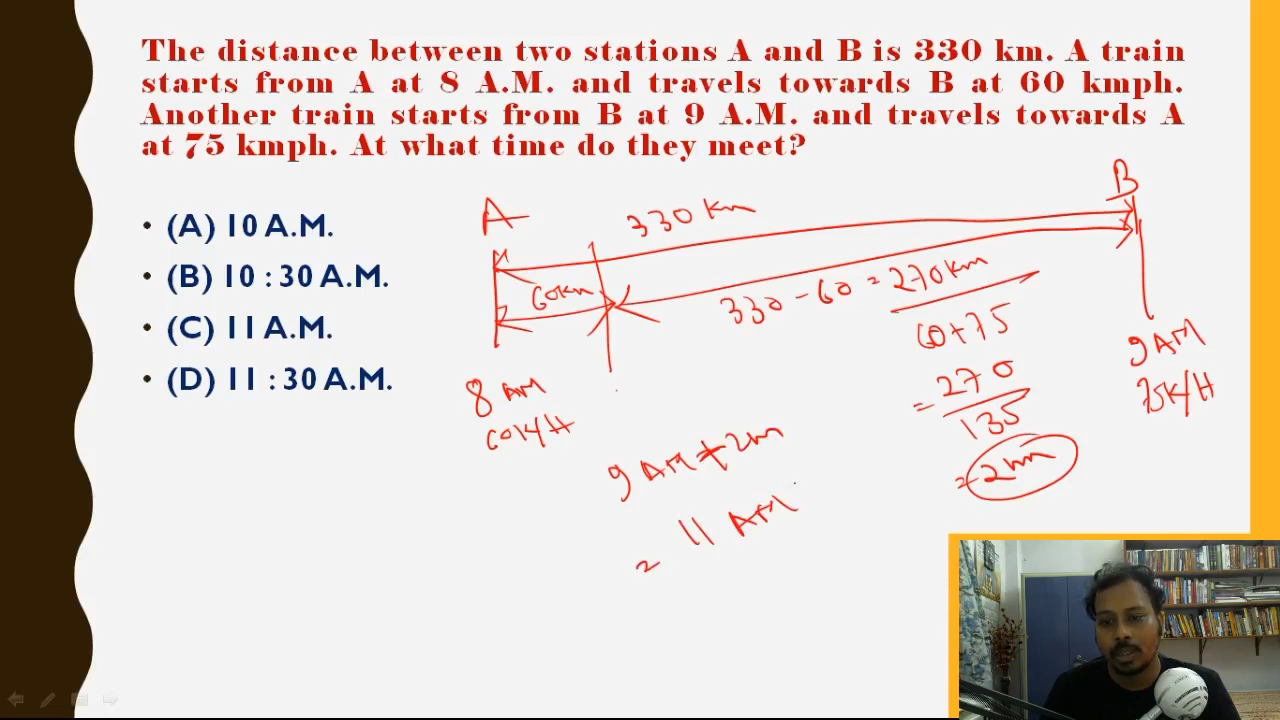 The distance between two stations A and B is 330 km. A train
starts from A at 8 A.M. and travels towards B at 60 kmph.
Another train starts from B at 9 A.M. and travels towards A
at 75 kmph. At what time do they meet?
• (A) 10 A.M.
• (B) 10 : 30 A.M.
• (C) 11 A.M.
• (D) 11 : 30 A.M.
A
330 Km
B
60Km
330 - 60 = 270 km
60+75
= 270
135
= 2
8 AM
60K/H
9 AM
75K/H
9 AM + 2
= 11 AM